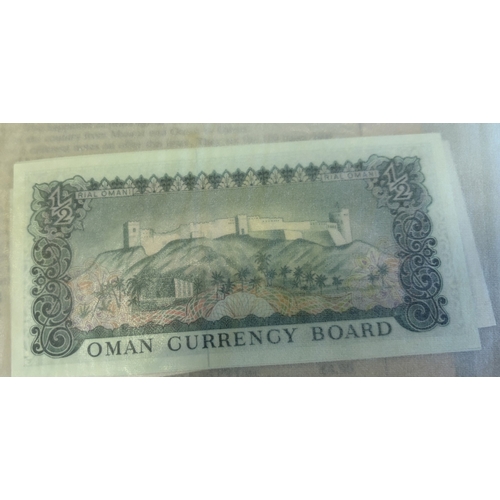 1/2
RIAL OMANI
RIAL OMANI
1/2
OMAN CURRENCY BOARD